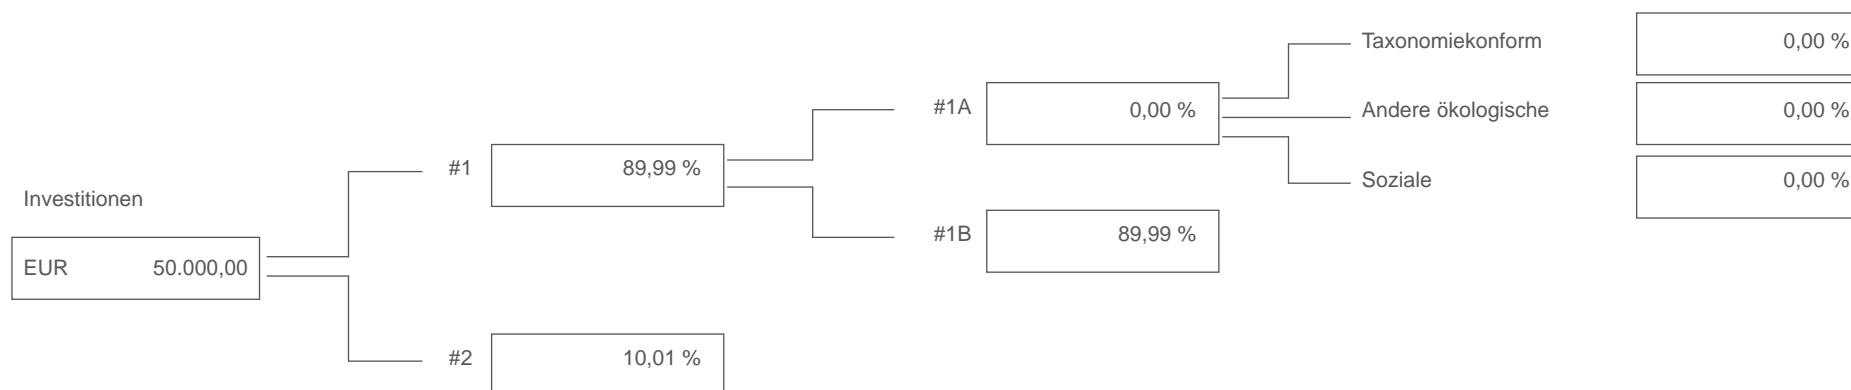 Taxonomiekonform 0,00 %
#1A 0,00 % Andere ökologische 0,00 %
#1 89,99 % Soziale 0,00 %
Investitionen
#1B 89,99 %
EUR 50.000,00
#2 10,01 %